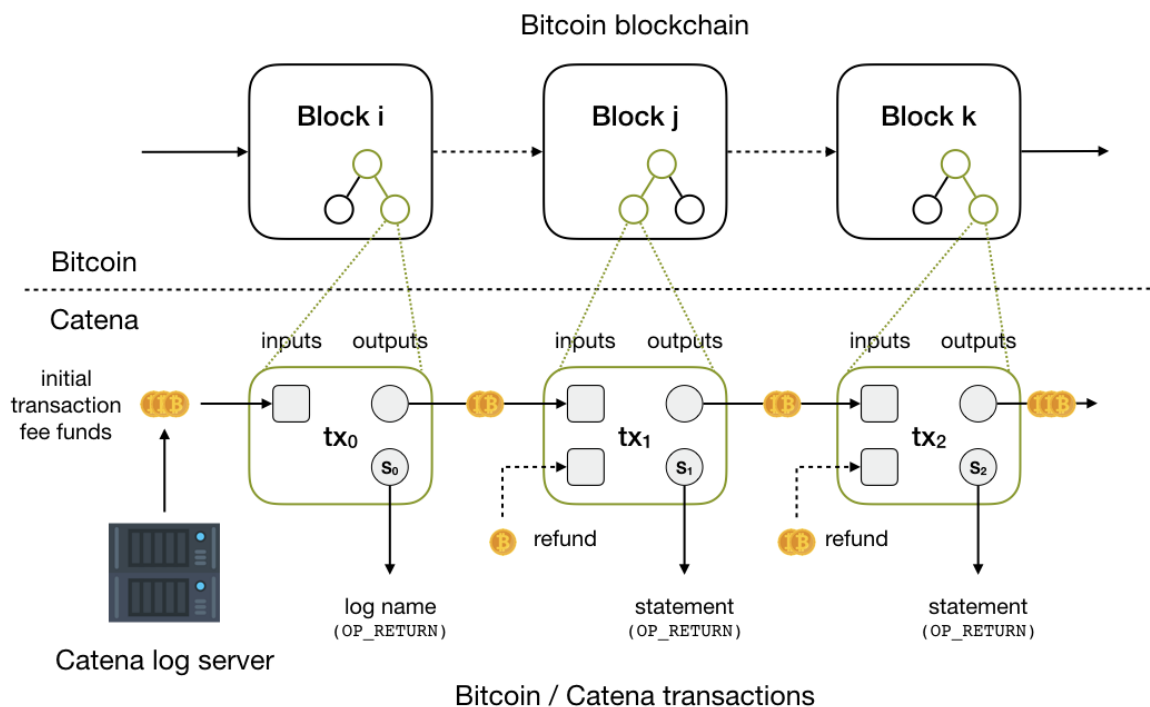 Bitcoin blockchain
Block i
Block j
Block k
Bitcoin
Catena
inputs outputs
inputs outputs
inputs outputs
initial
transaction
fee funds
tx0
tx1
tx2
S0
S1
S2
refund
refund
log name
(OP_RETURN)
statement
(OP_RETURN)
statement
(OP_RETURN)
Catena log server
Bitcoin / Catena transactions